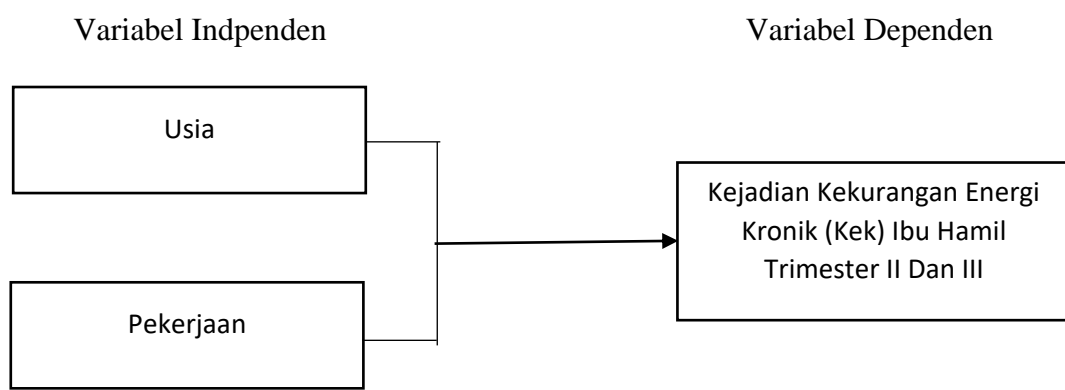 Variabel Indpenden
Variabel Dependen
Usia
Kejadian Kekurangan Energi
Kronik (Kek) Ibu Hamil
Trimester II Dan III
Pekerjaan